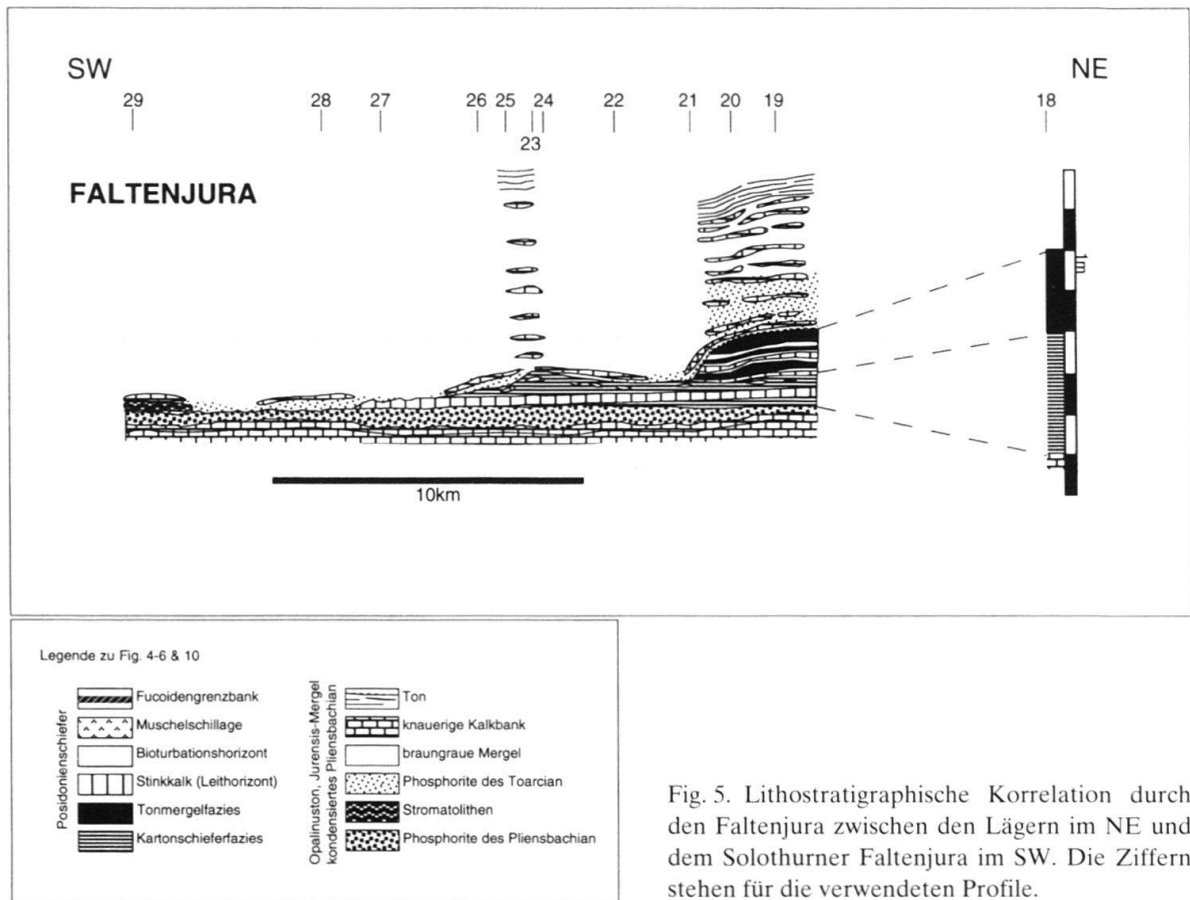 SW
NE
29
28
27
26
25
24
23
22
21
20
19
18
FALTENJURA
10km
Legende zu Fig. 4-6 & 10
Posidonienschiefer
Fucoidengrenzbank
Muschelschillage
Bioturbationshorizont
Stinkkalk (Leithorizont)
Tonmergelfazies
Kartonschieferfazies
Opalinuston, Jurensis-Mergel
kondensiertes Pliensbachian
Ton
knauerige Kalkbank
braungraue Mergel
Phosphorite des Toarcian
Stromatolithen
Phosphorite des Pliensbachian
Fig. 5. Lithostratigraphische Korrelation durch
den Faltenjura zwischen den Lägern im NE und
dem Solothurner Faltenjura im SW. Die Ziffern
stehen für die verwendeten Profile.